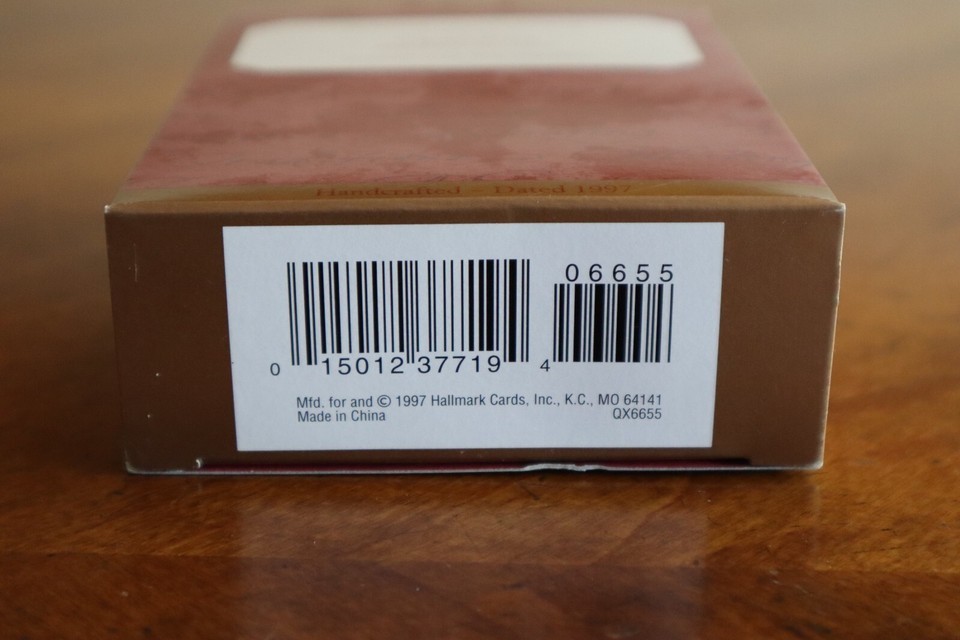 Handcrafted Dated 1997
06655
0 15012 37719 4
Mfd. for and © 1997 Hallmark Cards, Inc., K.C., MO 64141
Made in China QX6655